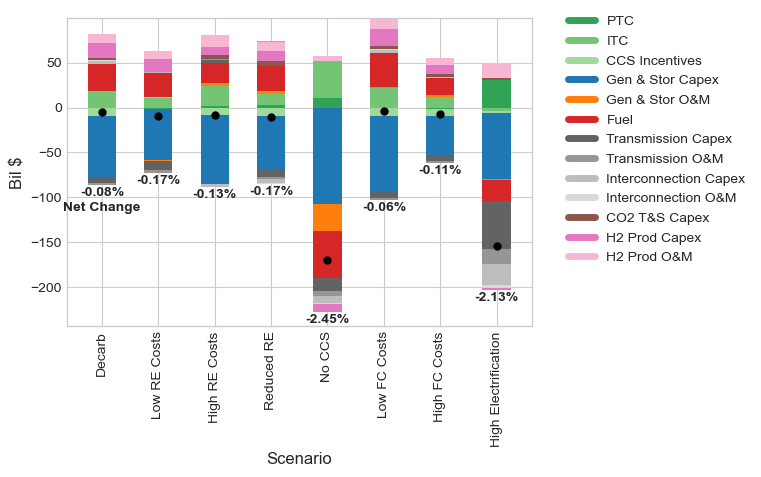 PTC
ITC
CCS Incentives
Gen & Stor Capex
Gen & Stor O&M
Fuel
Transmission Capex
Transmission O&M
Interconnection Capex
Interconnection O&M
CO2 T&S Capex
H2 Prod Capex
H2 Prod O&M
Bil $
50
0
−50
−100
−150
−200
-0.08%
Net Change
-0.17%
-0.13%
-0.17%
-2.45%
-0.06%
-0.11%
-2.13%
Decarb
Low RE Costs
High RE Costs
Reduced RE
No CCS
Low FC Costs
High FC Costs
High Electrification
Scenario